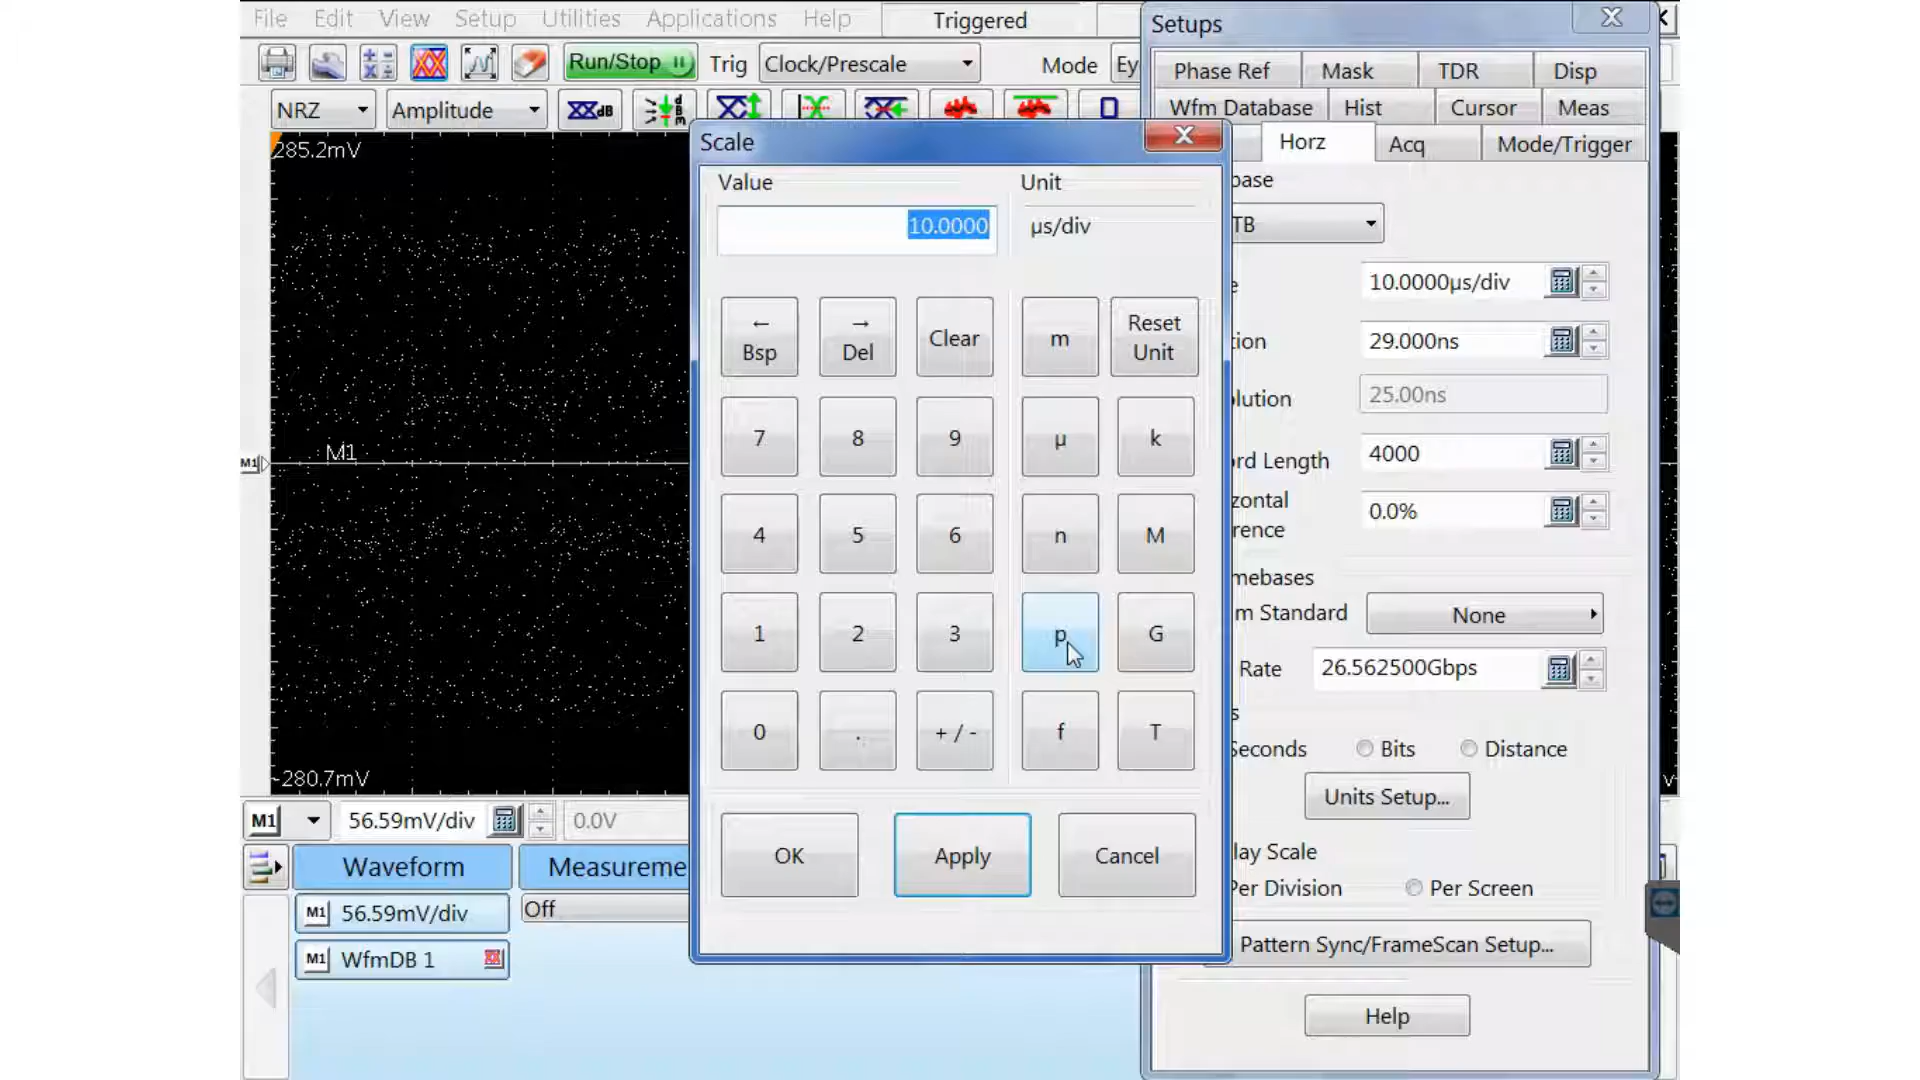 File Edit View Setup Utilities Applications Help Triggered
Run/Stop Trig Clock/Prescale Mode Ey
NRZ Amplitude dB dBm
285.2mV
M1
M1
-280.7mV
M1 56.59mV/div 0.0V
Waveform Measureme
M1 56.59mV/div Off
M1 WfmDB 1
Scale
Value Unit
10.0000 µs/div
← Bsp → Del Clear m Reset Unit
7 8 9 µ k
4 5 6 n M
1 2 3 p G
0 . + / - f T
OK Apply Cancel
Setups
Phase Ref Mask TDR Disp
Wfm Database Hist Cursor Meas
Horz Acq Mode/Trigger
base
TB
e 10.0000µs/div
tion 29.000ns
lution 25.00ns
rd Length 4000
zontal
rence 0.0%
mebases
m Standard None
Rate 26.562500Gbps
s
Seconds Bits Distance
Units Setup...
lay Scale
Per Division Per Screen
Pattern Sync/FrameScan Setup...
Help